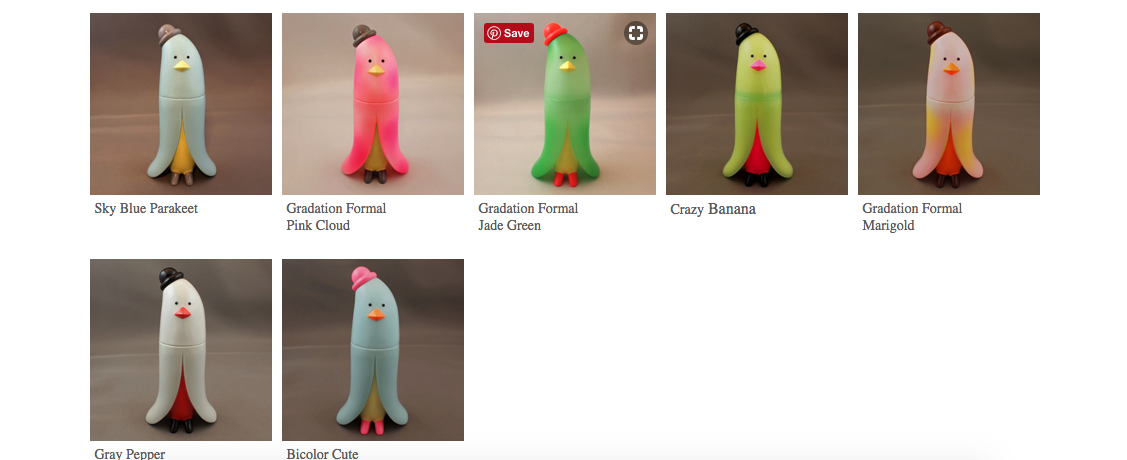 Save
Sky Blue Parakeet
Gradation Formal
Pink Cloud
Gradation Formal
Jade Green
Crazy Banana
Gradation Formal
Marigold
Gray Pepper
Bicolor Cute